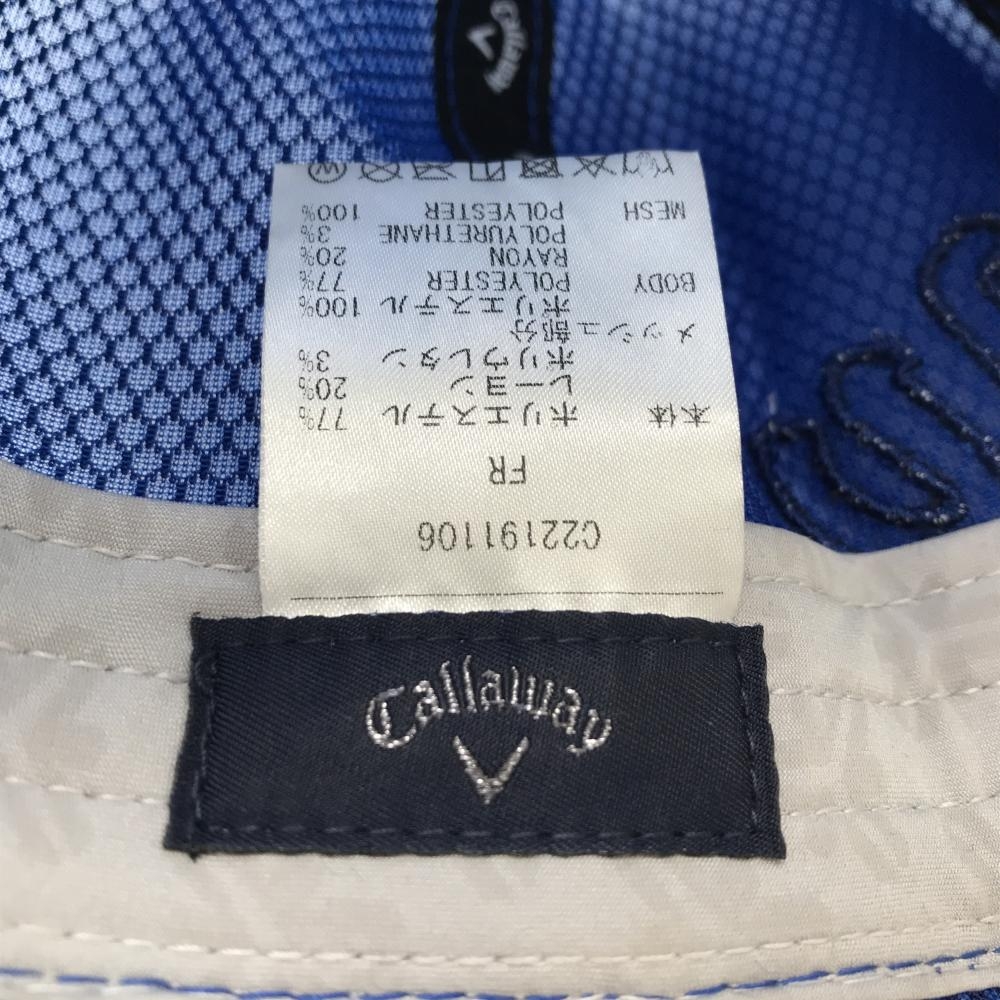 Callaway
C22191106
FR
本体 ポリエステル 77%
レーヨン 20%
ポリウレタン 3%
メッシュ部分
ポリエステル 100%
BODY POLYESTER 77%
RAYON 20%
POLYURETHANE 3%
MESH POLYESTER 100%
Callaway